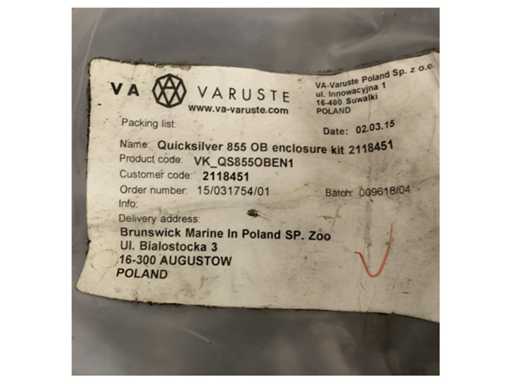 VA VARUSTE
www.va-varuste.com
VA-Varuste Poland Sp. z o.o.
ul. Innowacyjna 1
16-400 Suwalki
POLAND
Packing list:
Date: 02.03.15
Name: Quicksilver 855 OB enclosure kit 2118451
Product code: VK_QS855OBEN1
Customer code: 2118451
Order number: 15/031754/01
Batch: 009618/04
Info:
Delivery address:
Brunswick Marine In Poland SP. Zoo
Ul. Bialostocka 3
16-300 AUGUSTOW
POLAND